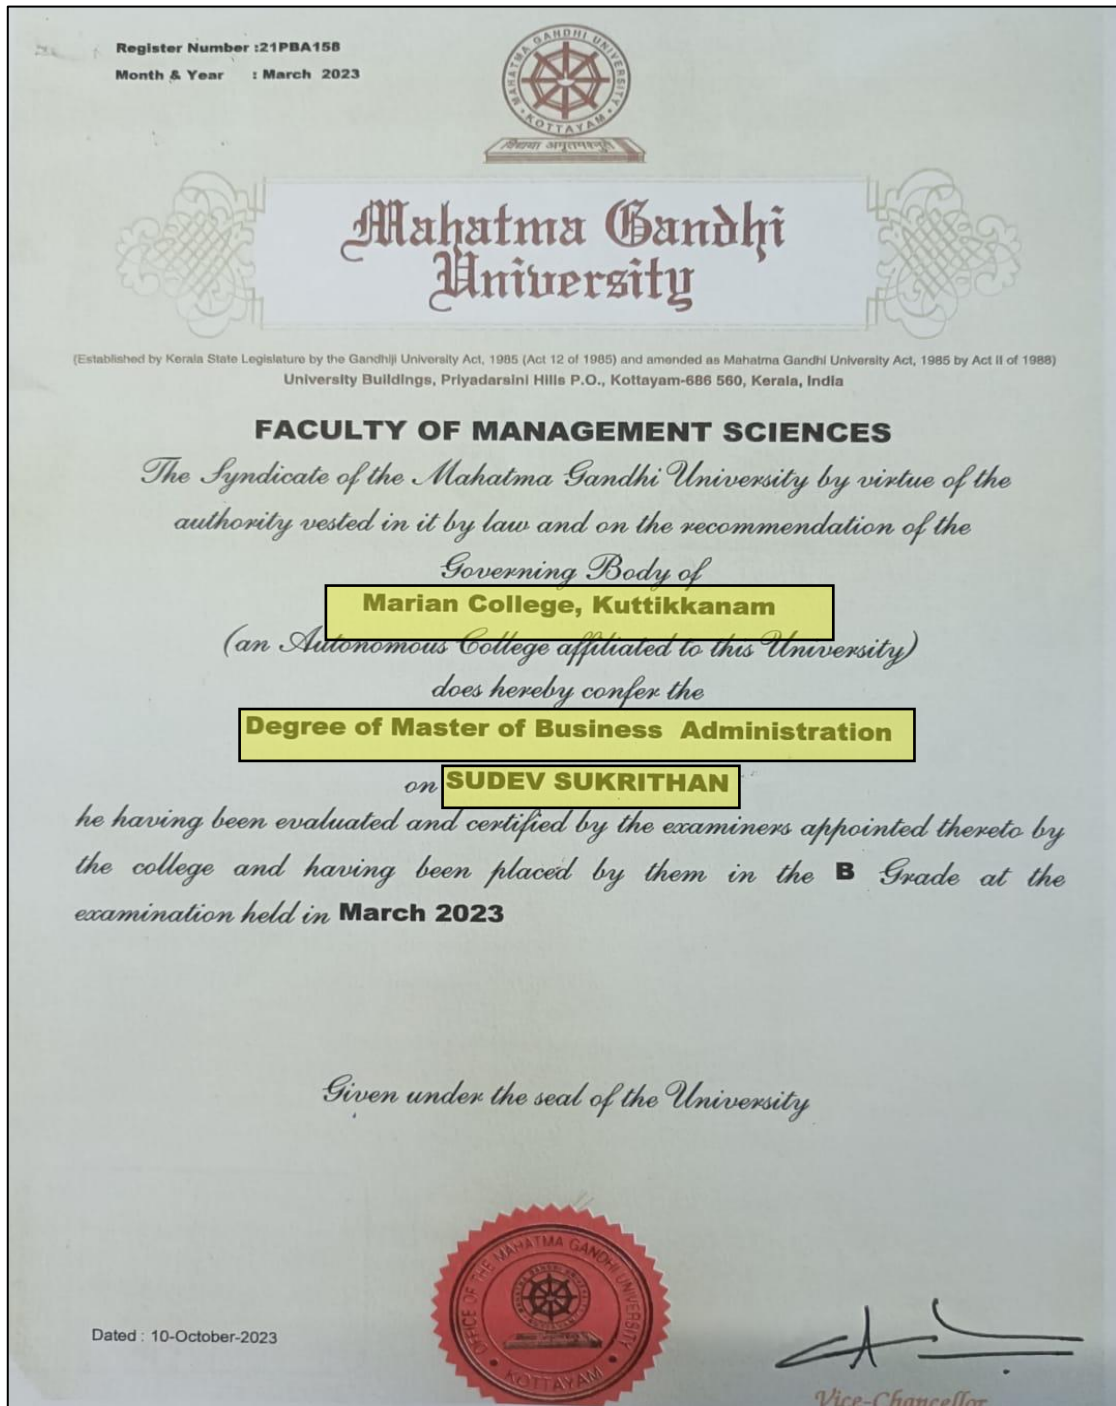 Register Number :21PBA158
Month & Year : March 2023
MAHATMA GANDHI UNIVERSITY
KOTTAYAM
विद्यया अमृतमश्नुते
Mahatma Gandhi
University
(Established by Kerala State Legislature by the Gandhiji University Act, 1985 (Act 12 of 1985) and amended as Mahatma Gandhi University Act, 1985 by Act II of 1988)
University Buildings, Priyadarsini Hills P.O., Kottayam-686 560, Kerala, India
FACULTY OF MANAGEMENT SCIENCES
The Syndicate of the Mahatma Gandhi University by virtue of the
authority vested in it by law and on the recommendation of the
Governing Body of
Marian College, Kuttikkanam
(an Autonomous College affiliated to this University)
does hereby confer the
Degree of Master of Business Administration
on SUDEV SUKRITHAN
he having been evaluated and certified by the examiners appointed thereto by
the college and having been placed by them in the B Grade at the
examination held in March 2023
Given under the seal of the University
OFFICE OF THE MAHATMA GANDHI UNIVERSITY
KOTTAYAM
Dated : 10-October-2023
Vice-Chancellor